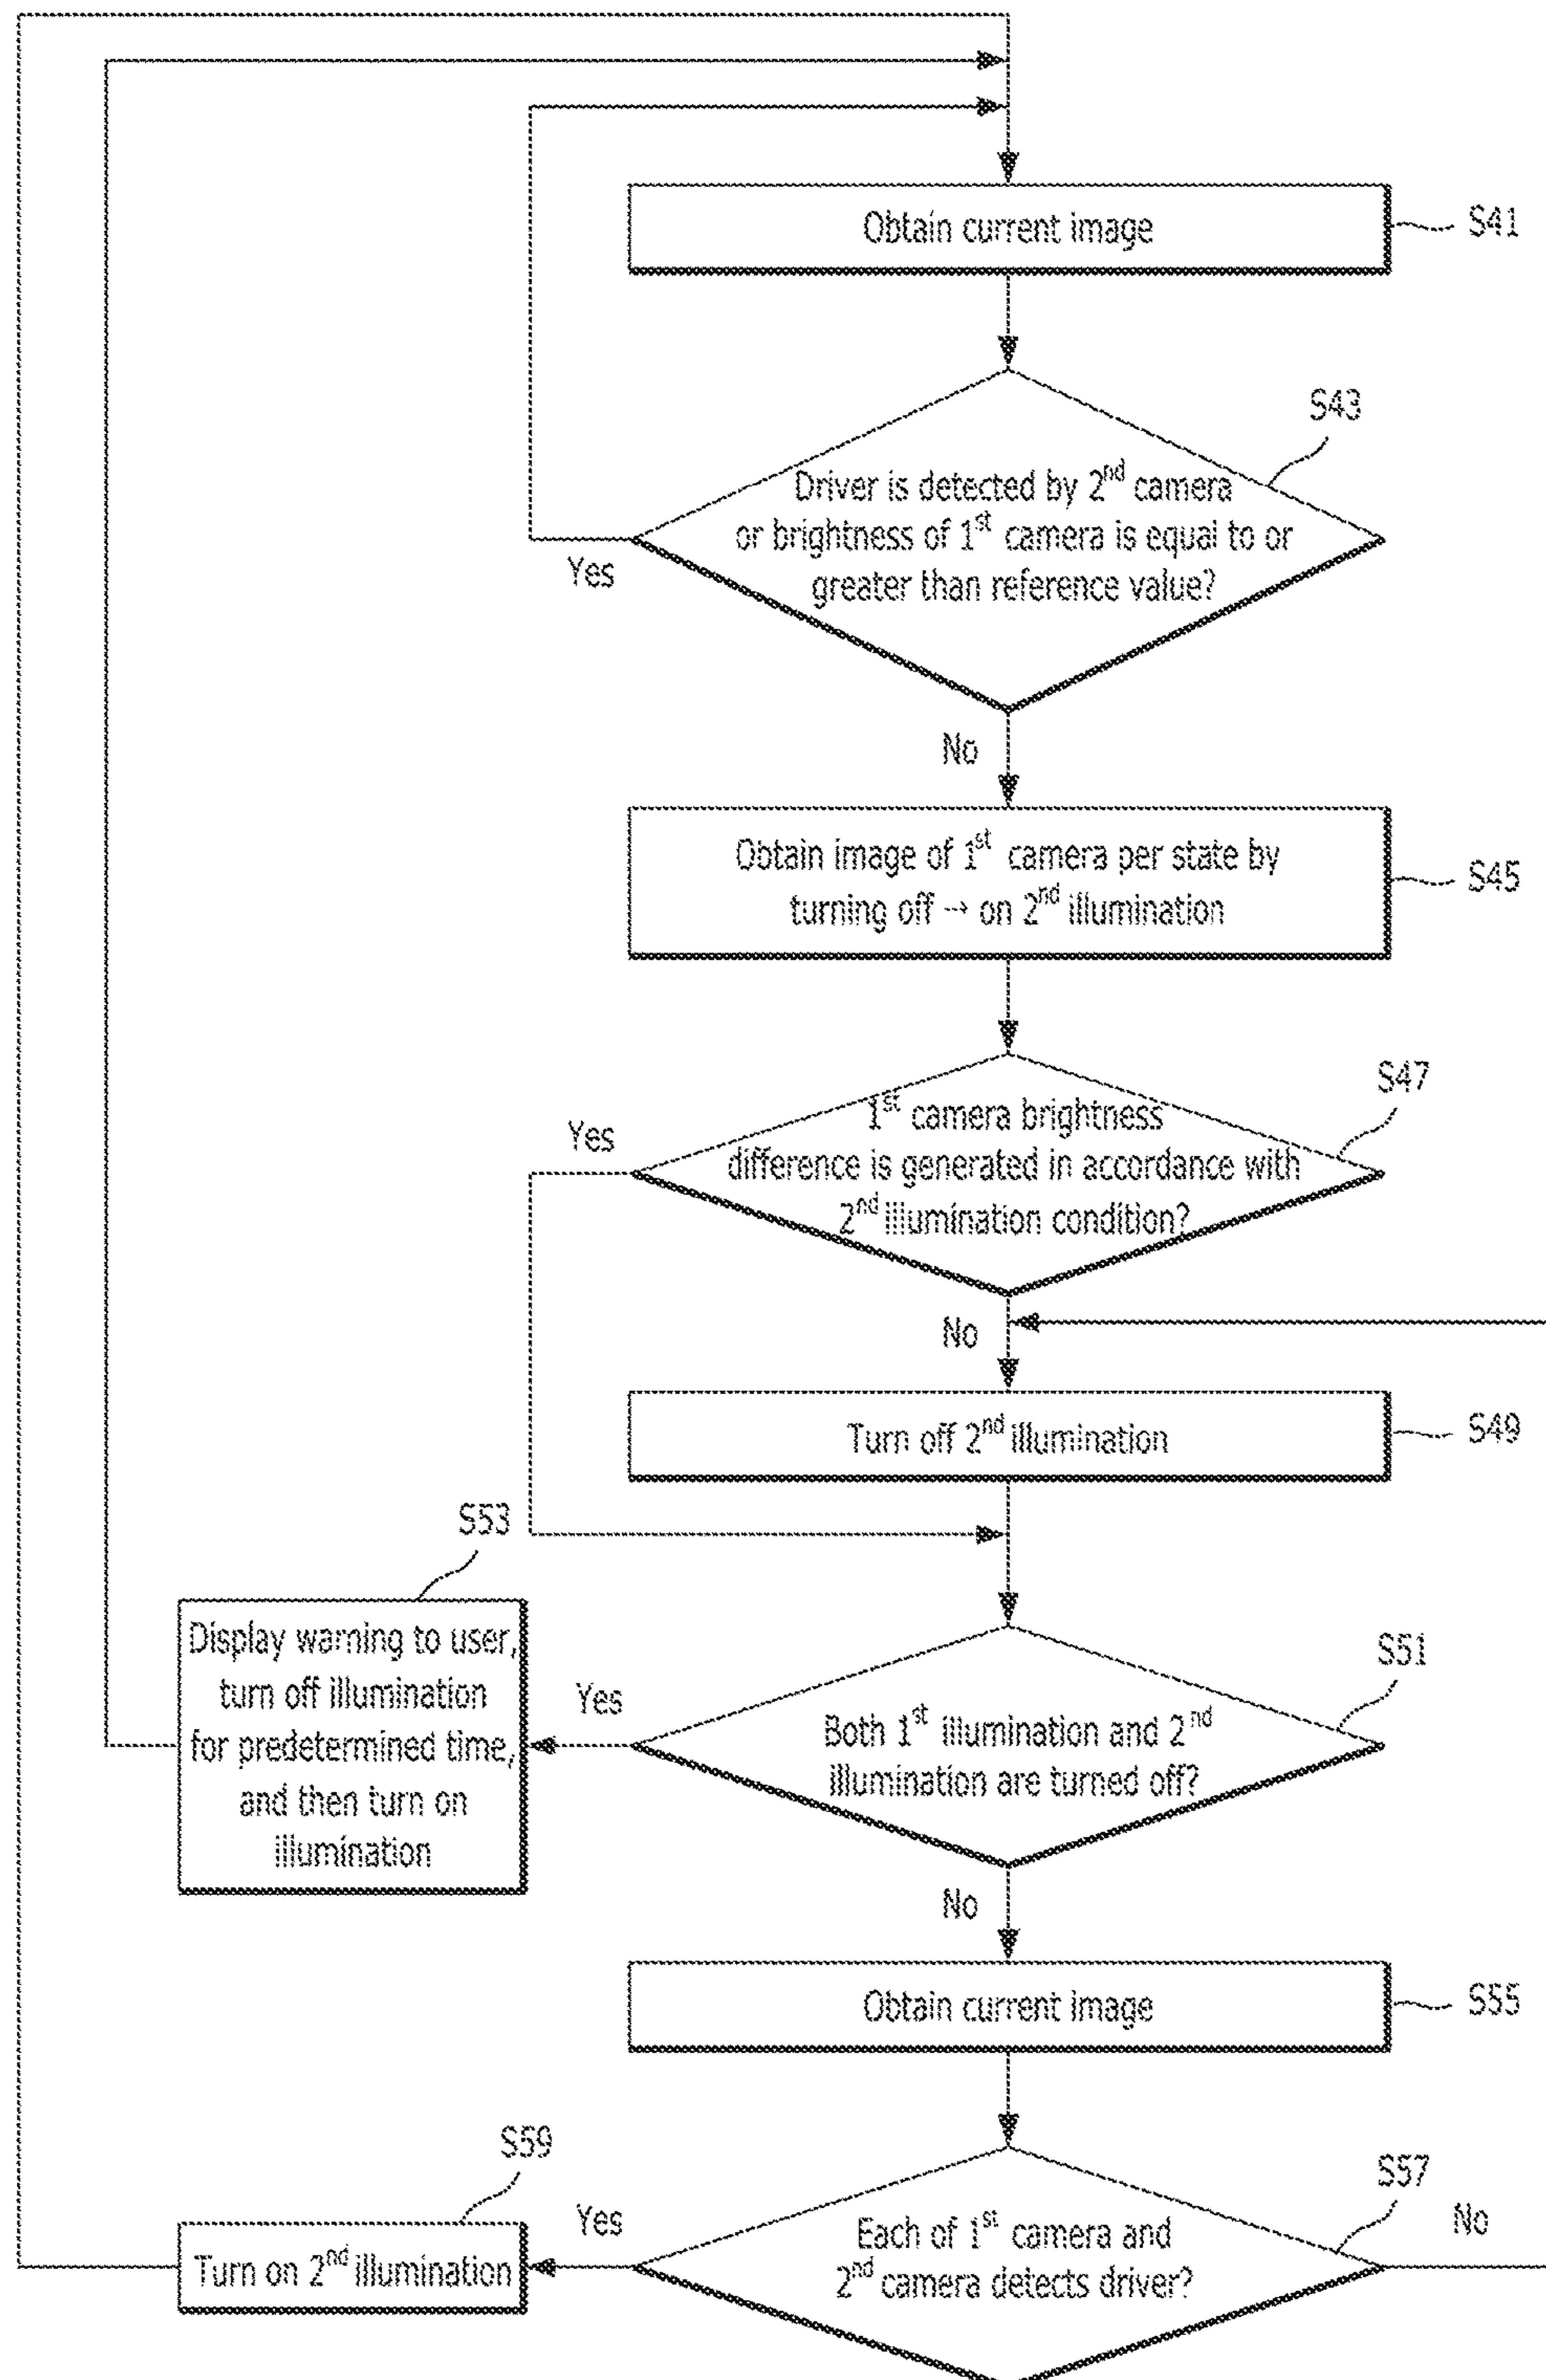 Obtain current image
S41
S43
Driver is detected by 2nd camera
or brightness of 1st camera is equal to or
greater than reference value?
Yes
No
Obtain image of 1st camera per state by
turning off → on 2nd illumination
S45
S47
1st camera brightness
difference is generated in accordance with
2nd illumination condition?
Yes
No
Turn off 2nd illumination
S49
S53
Display warning to user,
turn off illumination
for predetermined time,
and then turn on
illumination
Yes
S51
Both 1st illumination and 2nd
illumination are turned off?
No
Obtain current image
S55
S59
Turn on 2nd illumination
Yes
S57
Each of 1st camera and
2nd camera detects driver?
No